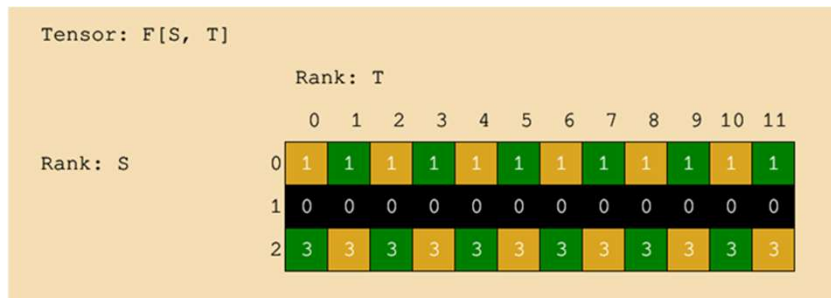 Tensor: F[S, T]
Rank: T
0 1 2 3 4 5 6 7 8 9 10 11
Rank: S 0 1 1 1 1 1 1 1 1 1 1 1 1
1 0 0 0 0 0 0 0 0 0 0 0 0
2 3 3 3 3 3 3 3 3 3 3 3 3